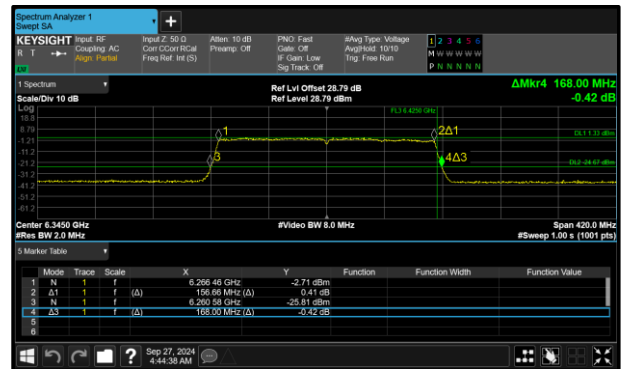 Spectrum Analyzer 1
Swept SA
+
KEYSIGHT Input: RF Input Z: 50 Ω Atten: 10 dB PNO: Fast #Avg Type: Voltage 1 2 3 4 5 6
R T Coupling: AC Corr CCorr RCal Preamp: Off Gate: Off Avg|Hold: 10/10 M W W W W W
Align: Partial Freq Ref: Int (S) IF Gain: Low Trig: Free Run
LXI Sig Track: Off P N N N N N
1 Spectrum Ref Lvl Offset 28.79 dB ΔMkr4 168.00 MHz
Scale/Div 10 dB Ref Level 28.79 dBm -0.42 dB
Log
18.8 FL3 6.4250 GHz
8.79 1 2Δ1 DL1 1.33 dBm
-1.21
-11.2 3 4Δ3
-21.2 DL2 -24.67 dBm
-31.2
-41.2
-51.2
-61.2
Center 6.3450 GHz #Video BW 8.0 MHz Span 420.0 MHz
#Res BW 2.0 MHz #Sweep 1.00 s (1001 pts)
5 Marker Table
Mode Trace Scale X Y Function Function Width Function Value
1 N 1 f 6.266 46 GHz -2.71 dBm
2 Δ1 1 f (Δ) 156.66 MHz (Δ) 0.41 dB
3 N 1 f 6.260 58 GHz -25.81 dBm
4 Δ3 1 f (Δ) 168.00 MHz (Δ) -0.42 dB
5
6
? Sep 27, 2024
4:44:38 AM